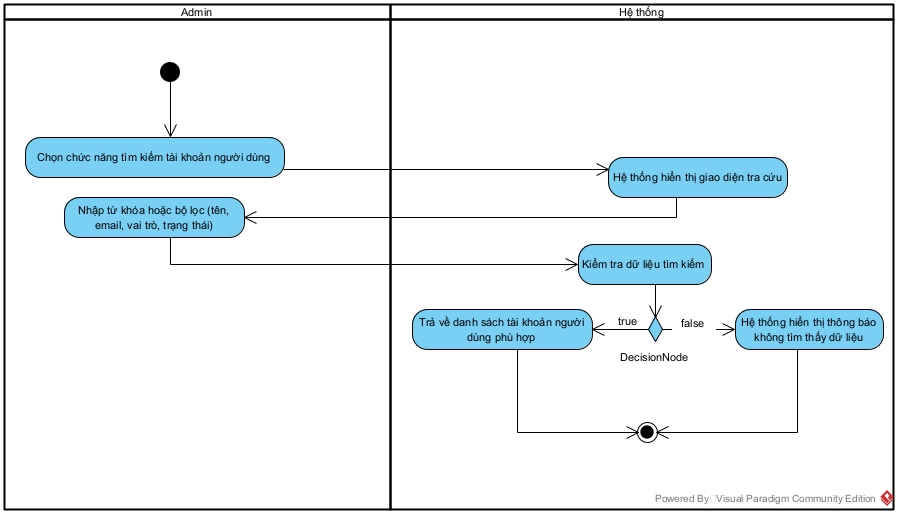 Admin
Hệ thống
Chọn chức năng tìm kiếm tài khoản người dùng
Hệ thống hiển thị giao diện tra cứu
Nhập từ khóa hoặc bộ lọc (tên,
email, vai trò, trạng thái)
Kiểm tra dữ liệu tìm kiếm
Trả về danh sách tài khoản người
dùng phù hợp
true
false
Hệ thống hiển thị thông báo
không tìm thấy dữ liệu
DecisionNode
Powered By Visual Paradigm Community Edition